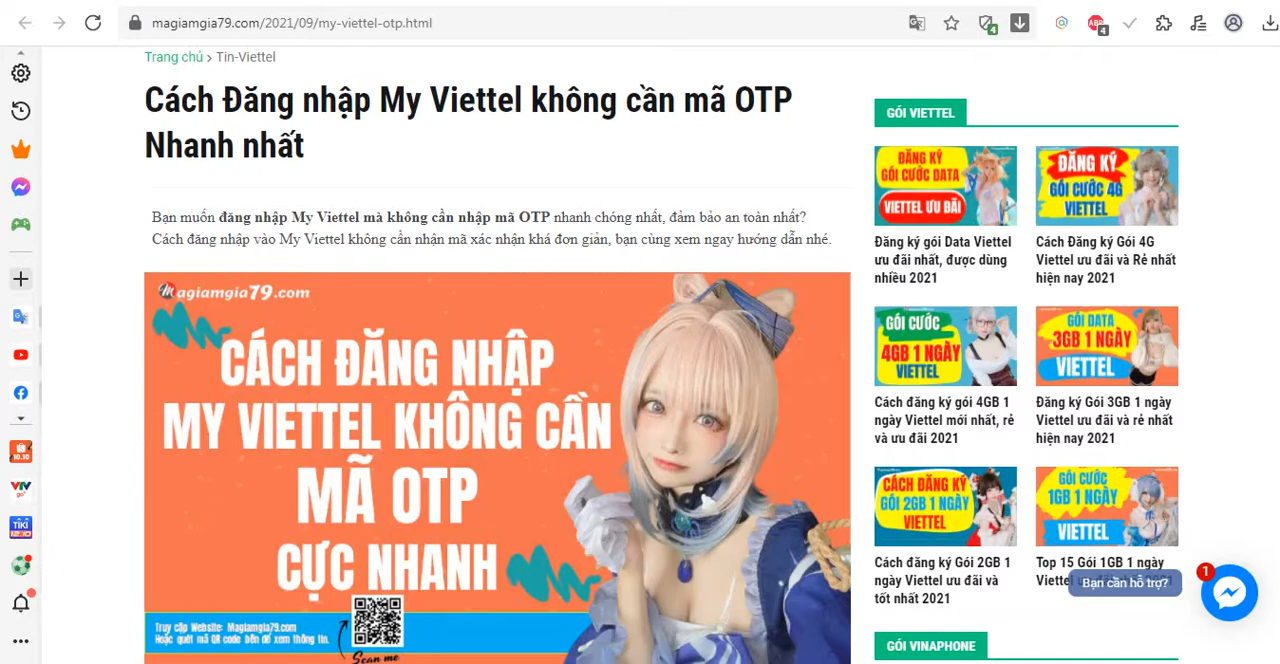 magiamgia79.com/2021/09/my-viettel-otp.html
4
ABP
4
Trang chủ › Tin-Viettel
Cách Đăng nhập My Viettel không cần mã OTP
Nhanh nhất
Bạn muốn đăng nhập My Viettel mà không cần nhập mã OTP nhanh chóng nhất, đảm bảo an toàn nhất?
Cách đăng nhập vào My Viettel không cần nhận mã xác nhận khá đơn giản, bạn cùng xem ngay hướng dẫn nhé.
Magiamgia79.com
CÁCH ĐĂNG NHẬP
MY VIETTEL KHÔNG CẦN
MÃ OTP
CỰC NHANH
Truy cập Website: Magiamgia79.com
Hoặc quét mã QR code bên để xem thông tin.
Scan me
GÓI VIETTEL
ĐĂNG KÝ
GÓI CƯỚC DATA
VIETTEL ƯU ĐÃI
Đăng ký gói Data Viettel
ưu đãi nhất, được dùng
nhiều 2021
ĐĂNG KÝ
GÓI CƯỚC 4G
VIETTEL
Cách Đăng ký Gói 4G
Viettel ưu đãi và Rẻ nhất
hiện nay 2021
GÓI CƯỚC
4GB 1 NGÀY
VIETTEL
Cách đăng ký gói 4GB 1
ngày Viettel mới nhất, rẻ
và ưu đãi 2021
GÓI DATA
3GB 1 NGÀY
VIETTEL
Đăng ký Gói 3GB 1 ngày
Viettel ưu đãi và rẻ nhất
hiện nay 2021
CÁCH ĐĂNG KÝ
GÓI 2GB 1 NGÀY
VIETTEL
Cách đăng ký Gói 2GB 1
ngày Viettel ưu đãi và
tốt nhất 2021
GÓI CƯỚC
1GB 1 NGÀY
VIETTEL
Top 15 Gói 1GB 1 ngày
Bạn cần hỗ trợ?
1
GÓI VINAPHONE
10.10
VTV
go
TIKI